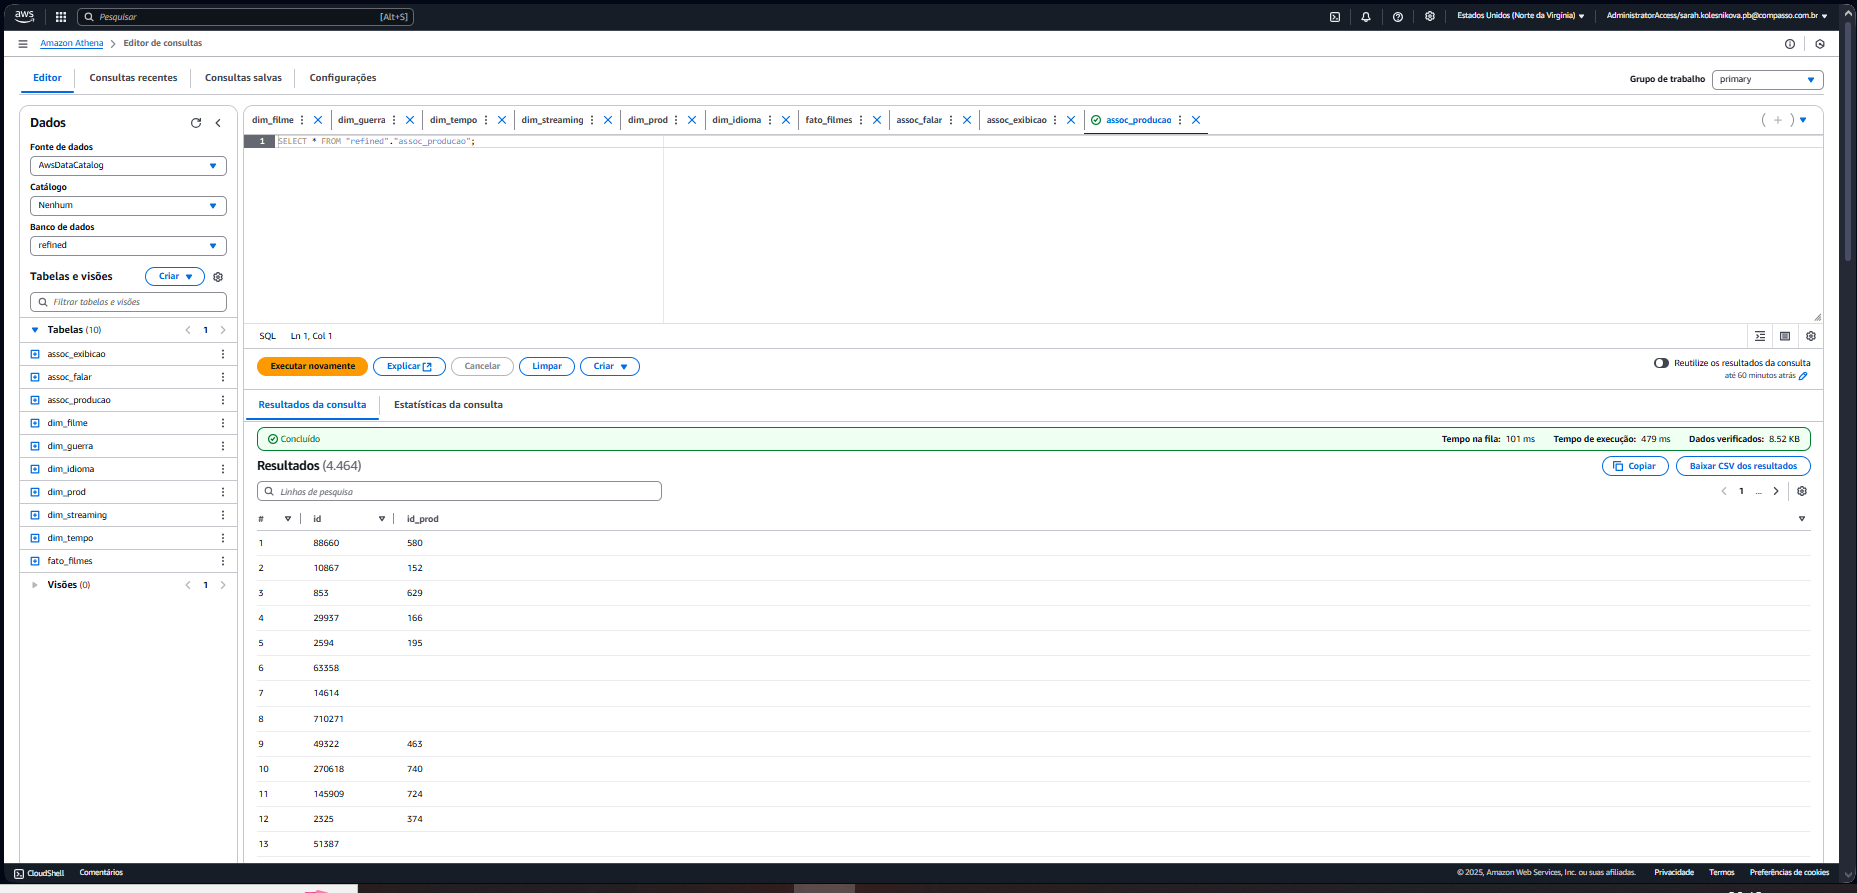 aws Pesquisar [Alt+S] Estados Unidos (Norte da Virgínia) AdministratorAccess/sarah.kolesnikova.pb@compasso.com.br
Amazon Athena Editor de consultas
Editor Consultas recentes Consultas salvas Configurações Grupo de trabalho primary
Dados
Fonte de dados
AwsDataCatalog
Catálogo
Nenhum
Banco de dados
refined
Tabelas e visões Criar
Filtrar tabelas e visões
Tabelas (10) 1
assoc_exibicao
assoc_falar
assoc_producao
dim_filme
dim_guerra
dim_idioma
dim_prod
dim_streaming
dim_tempo
fato_filmes
Visões (0) 1
dim_filme dim_guerra dim_tempo dim_streaming dim_prod dim_idioma fato_filmes assoc_falar assoc_exibicao assoc_producao
1 SELECT * FROM "refined"."assoc_producao";
SQL Ln 1, Col 1
Executar novamente Explicar Cancelar Limpar Criar Reutilize os resultados da consulta
até 60 minutos atrás
Resultados da consulta Estatísticas da consulta
Concluído Tempo na fila: 101 ms Tempo de execução: 479 ms Dados verificados: 8.52 KB
Resultados (4.464) Copiar Baixar CSV dos resultados
Linhas de pesquisa 1 ...
# id id_prod
1 88660 580
2 10867 152
3 853 629
4 29937 166
5 2594 195
6 63358
7 14614
8 710271
9 49322 463
10 270618 740
11 145909 724
12 2325 374
13 51387
CloudShell Comentários © 2025, Amazon Web Services, Inc. ou suas afiliadas. Privacidade Termos Preferências de cookies